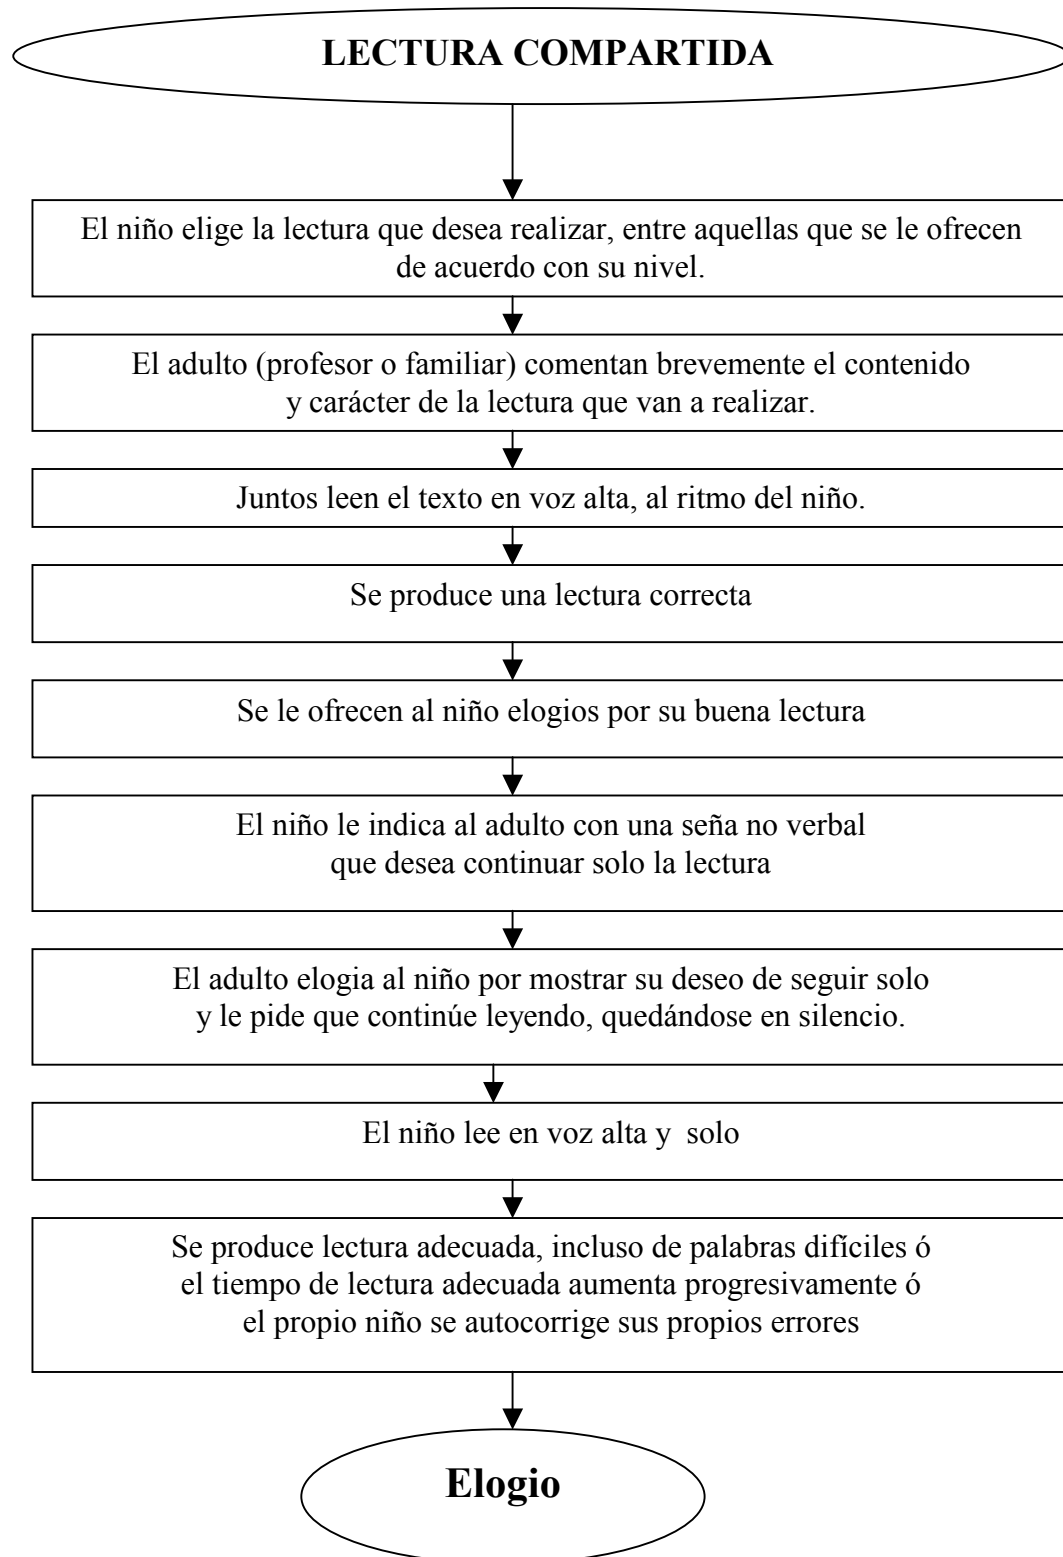 LECTURA COMPARTIDA
El niño elige la lectura que desea realizar, entre aquellas que se le ofrecen
de acuerdo con su nivel.
El adulto (profesor o familiar) comentan brevemente el contenido
y carácter de la lectura que van a realizar.
Juntos leen el texto en voz alta, al ritmo del niño.
Se produce una lectura correcta
Se le ofrecen al niño elogios por su buena lectura
El niño le indica al adulto con una seña no verbal
que desea continuar solo la lectura
El adulto elogia al niño por mostrar su deseo de seguir solo
y le pide que continúe leyendo, quedándose en silencio.
El niño lee en voz alta y  solo
Se produce lectura adecuada, incluso de palabras difíciles ó
el tiempo de lectura adecuada aumenta progresivamente ó
el propio niño se autocorrige sus propios errores
Elogio